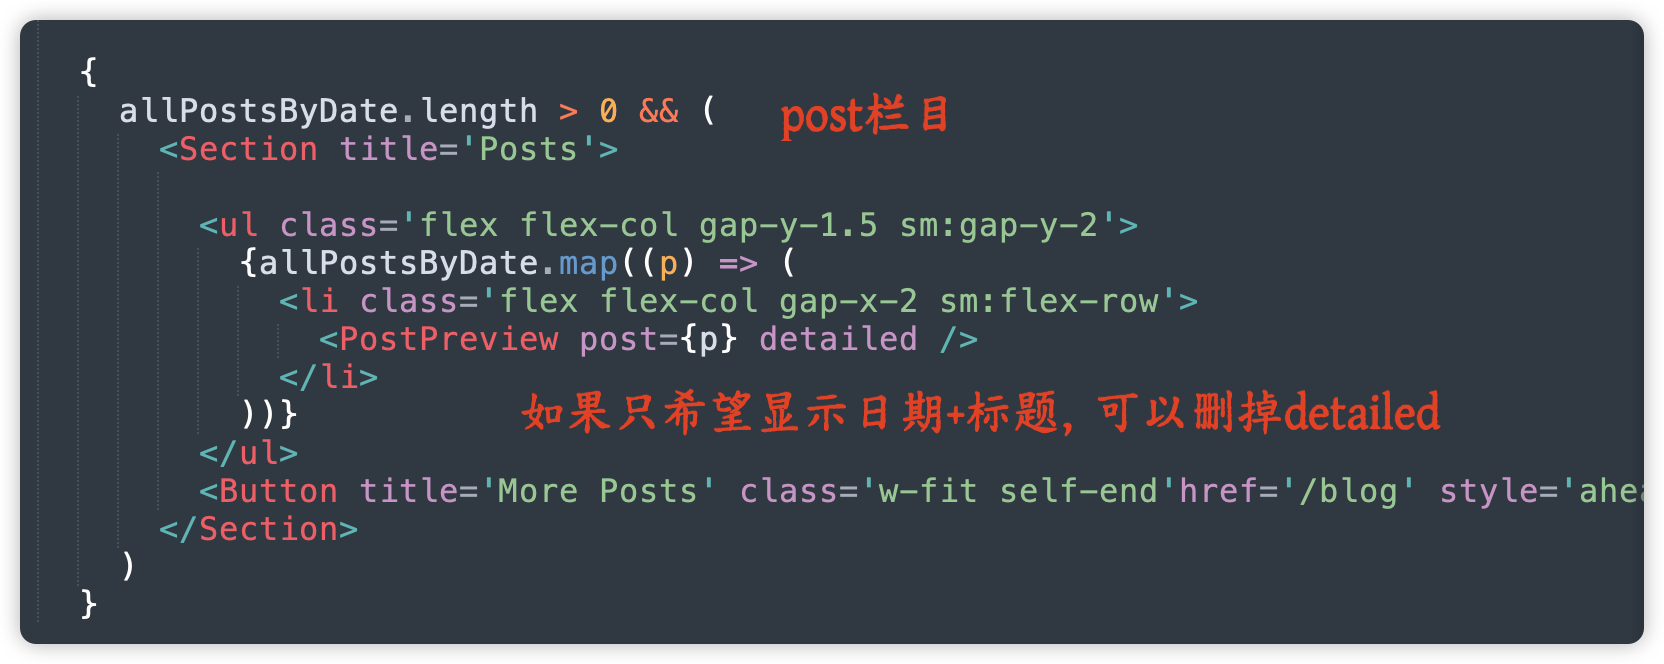 {
allPostsByDate.length > 0 && ( post栏目
<Section title='Posts'>
<ul class='flex flex-col gap-y-1.5 sm:gap-y-2'>
{allPostsByDate.map((p) => (
<li class='flex flex-col gap-x-2 sm:flex-row'>
<PostPreview post={p} detailed />
</li>
))} 如果只希望显示日期+标题, 可以删掉detailed
</ul>
<Button title='More Posts' class='w-fit self-end'href='/blog' style='ahea
</Section>
)
}